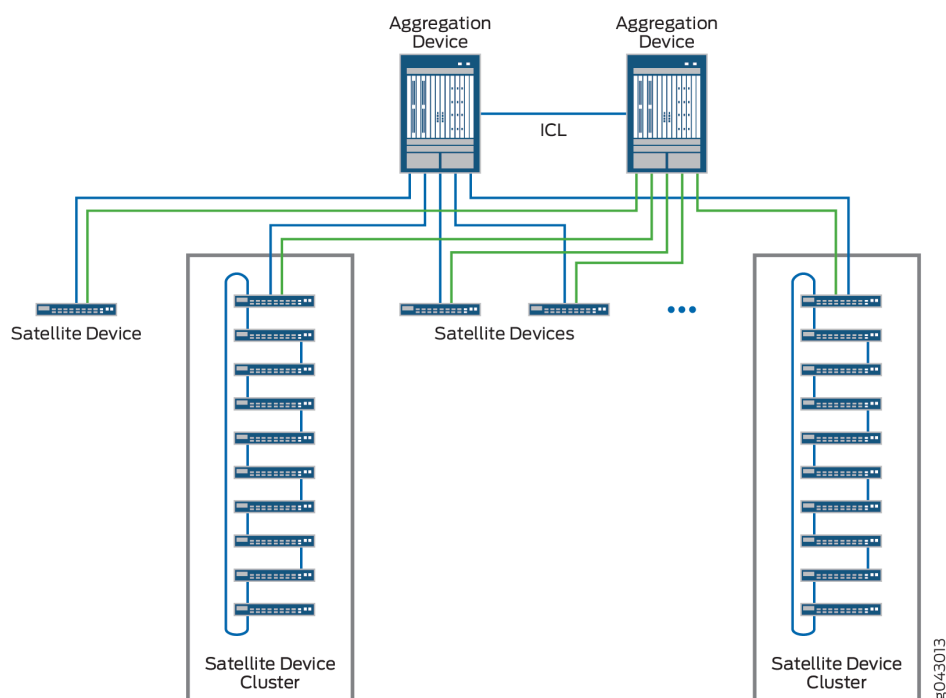 Aggregation
Device
Aggregation
Device
ICL
Satellite Device
Satellite Devices
Satellite Device
Cluster
Satellite Device
Cluster
g043013